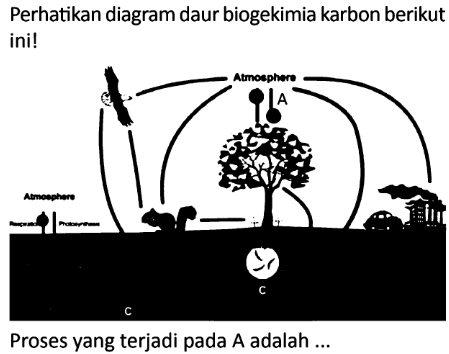 Perhatikan diagram daur biogekimia karbon berikut
ini!
Atmosphere
A
Atmosphere
Respiration
Photosynthesis
C
C
Proses yang terjadi pada A adalah ...